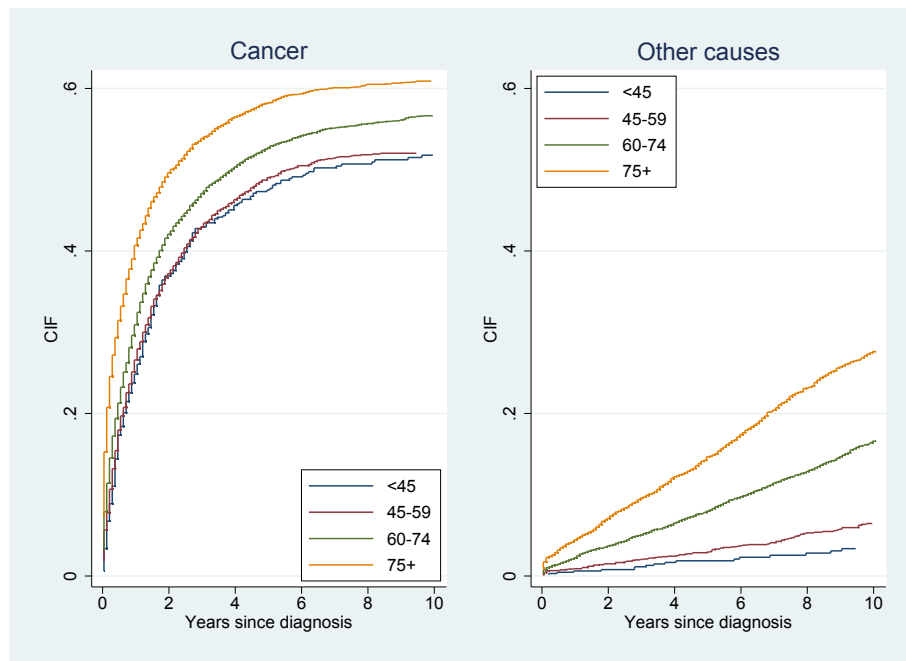 Cancer
CIF
.6
.4
.2
0
0 2 4 6 8 10
Years since diagnosis
<45
45-59
60-74
75+
Other causes
CIF
.6
.4
.2
0
0 2 4 6 8 10
Years since diagnosis
<45
45-59
60-74
75+